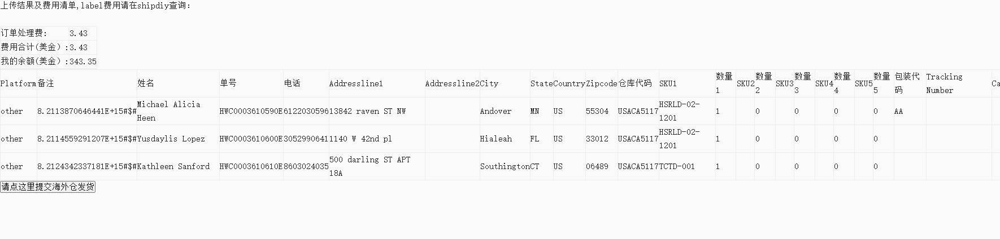 上传结果及费用清单,label费用请在shipdiy查询:
订单处理费: 3.43
费用合计(美金):3.43
我的余额(美金):343.35
Platform 备注 姓名 单号 电话 Addressline1 Addressline2 City State Country Zipcode 仓库代码 SKU1 数量1 SKU2 数量2 SKU3 数量3 SKU4 数量4 SKU5 数量5 包装代码 Tracking Number Ca
other 8.2113870646441E+15#$# Michael Alicia Heen HWC0003610590E 6122030596 13842 raven ST NW Andover MN US 55304 USACA5117 HSRLD-02-1201 1 0 0 0 0 AA
other 8.2114559291207E+15#$# Yusdaylis Lopez HWC0003610600E 3052990641 1140 W 42nd pl Hialeah FL US 33012 USACA5117 HSRLD-02-1201 1 0 0 0 0
other 8.2124342337181E+15#$# Kathleen Sanford HWC0003610610E 8603024035 500 darling ST APT 18A Southington CT US 06489 USACA5117 TCTD-001 1 0 0 0 0
请点这里提交海外仓发货